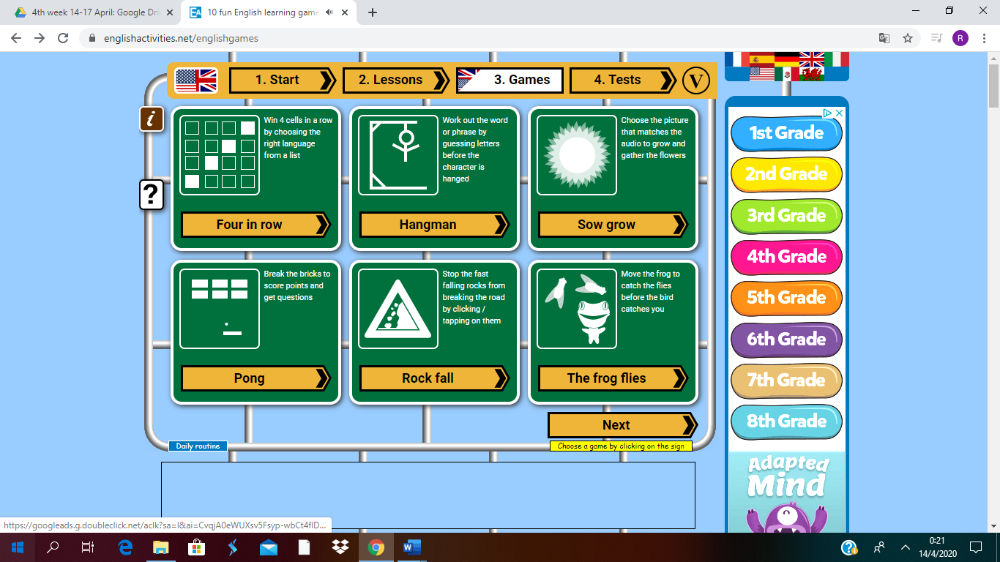 4th week 14-17 April: Google Dri
10 fun English learning game
englishactivities.net/englishgames
R
1. Start
2. Lessons
3. Games
4. Tests
V
i
?
Win 4 cells in a row
by choosing the
right language
from a list
Four in row
Work out the word
or phrase by
guessing letters
before the
character is
hanged
Hangman
Choose the picture
that matches the
audio to grow and
gather the flowers
Sow grow
Break the bricks to
score points and
get questions
Pong
Stop the fast
falling rocks from
breaking the road
by clicking /
tapping on them
Rock fall
Move the frog to
catch the flies
before the bird
catches you
The frog flies
Next
Daily routine
Choose a game by clicking on the sign
1st Grade
2nd Grade
3rd Grade
4th Grade
5th Grade
6th Grade
7th Grade
8th Grade
Adapted
Mind
https://googleads.g.doubleclick.net/aclk?sa=l&ai=CvqjA0eWUXsv5Fsyp-wbCt4flD...
0:21
14/4/2020